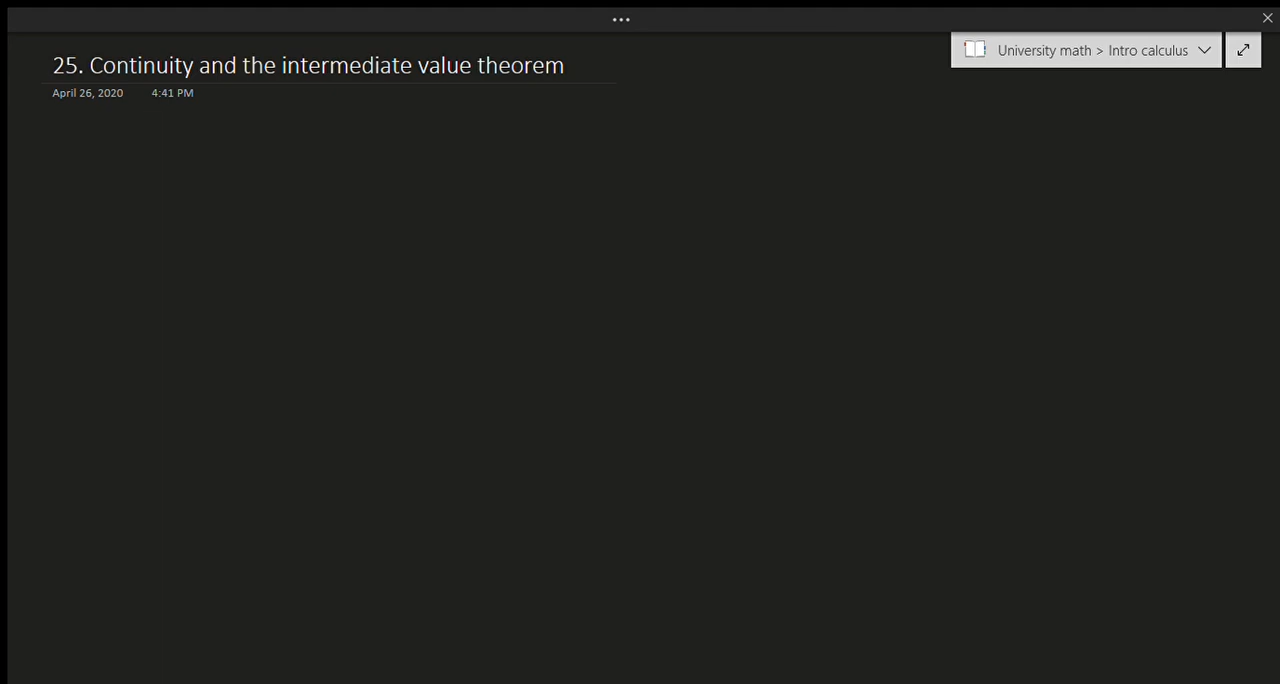 University math > Intro calculus
25. Continuity and the intermediate value theorem
April 26, 2020 4:41 PM